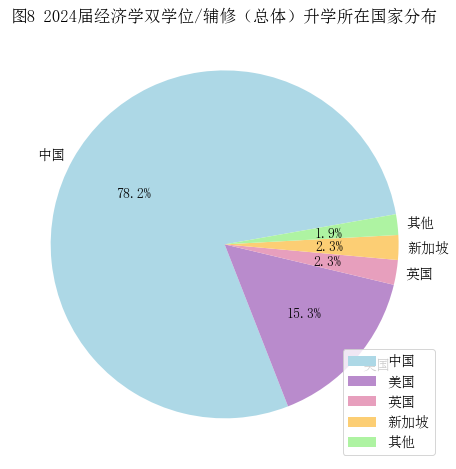 图8 2024届经济学双学位/辅修（总体）升学所在国家分布
中国
78.2%
其他
1.9%
新加坡
2.3%
英国
2.3%
15.3%
美国
中国
美国
英国
新加坡
其他